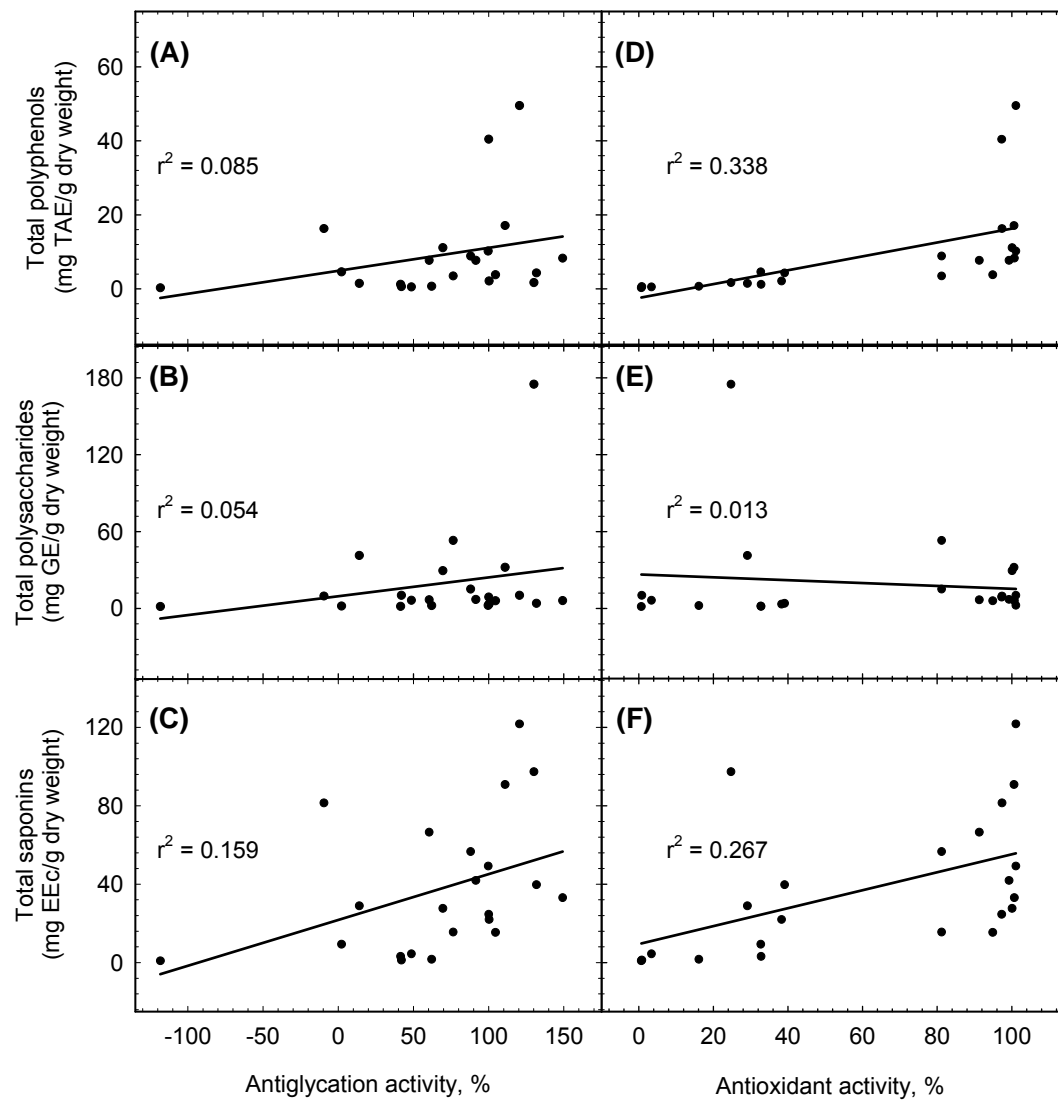 (A)
(D)
Total polyphenols
(mg TAE/g dry weight)
60
40
20
0
r² = 0.085
r² = 0.338
(B)
(E)
Total polysaccharides
(mg GE/g dry weight)
180
120
60
0
r² = 0.054
r² = 0.013
(C)
(F)
Total saponins
(mg EEc/g dry weight)
120
80
40
0
r² = 0.159
r² = 0.267
-100 -50 0 50 100 150
0 20 40 60 80 100
Antiglycation activity, %
Antioxidant activity, %